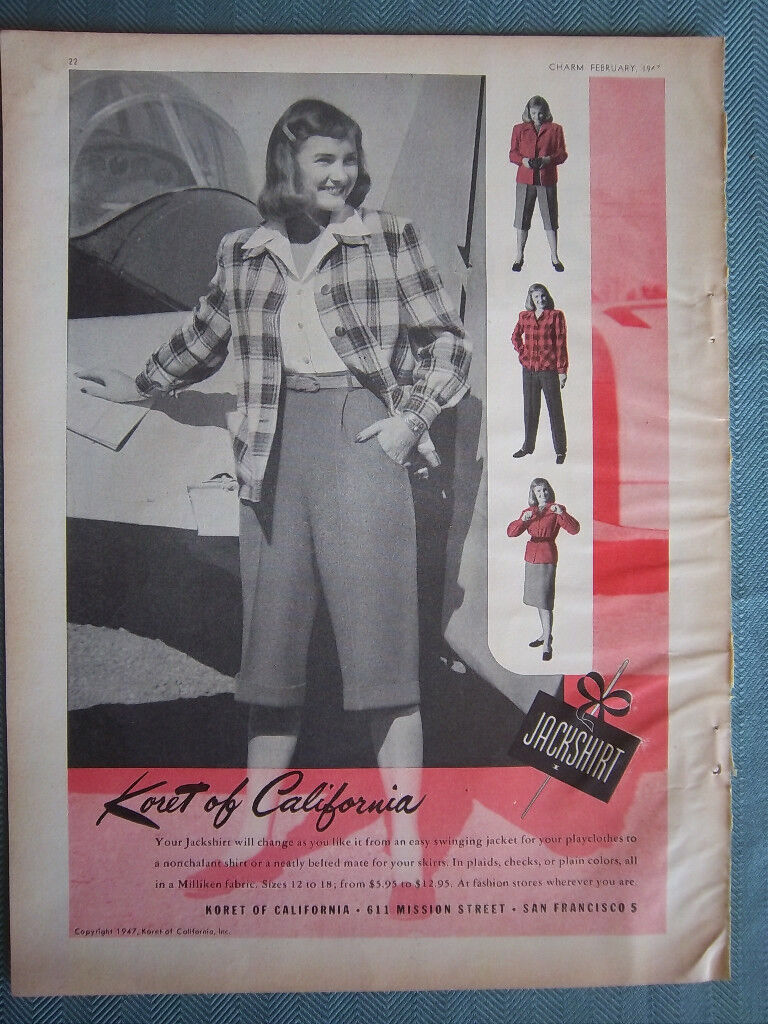 22
CHARM FEBRUARY, 1947
JACKSHIRT
Koret of California
Your Jackshirt will change as you like it from an easy swinging jacket for your playclothes to
a nonchalant shirt or a neatly belted mate for your skirts. In plaids, checks, or plain colors, all
in a Milliken fabric. Sizes 12 to 18; from $5.95 to $12.95. At fashion stores wherever you are
KORET OF CALIFORNIA • 611 MISSION STREET • SAN FRANCISCO 5
Copyright 1947, Koret of California, Inc.